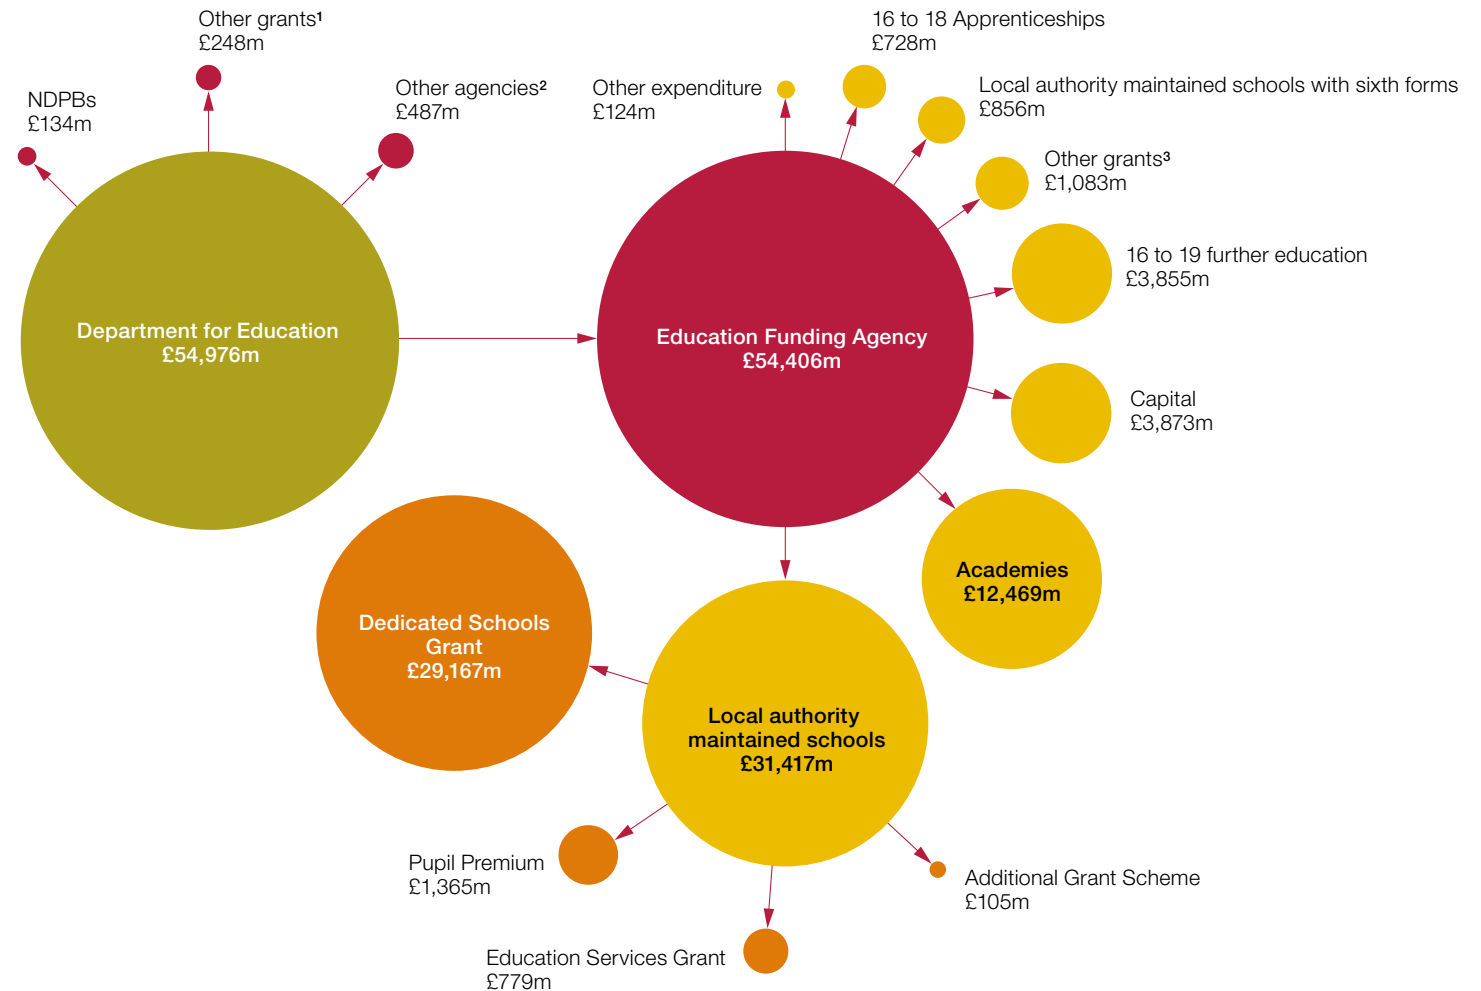 Other grants¹
£248m
NDPBs
£134m
Other agencies²
£487m
Department for Education
£54,976m
Other expenditure
£124m
16 to 18 Apprenticeships
£728m
Local authority maintained schools with sixth forms
£856m
Other grants³
£1,083m
16 to 19 further education
£3,855m
Education Funding Agency
£54,406m
Capital
£3,873m
Academies
£12,469m
Dedicated Schools
Grant
£29,167m
Local authority
maintained schools
£31,417m
Pupil Premium
£1,365m
Education Services Grant
£779m
Additional Grant Scheme
£105m